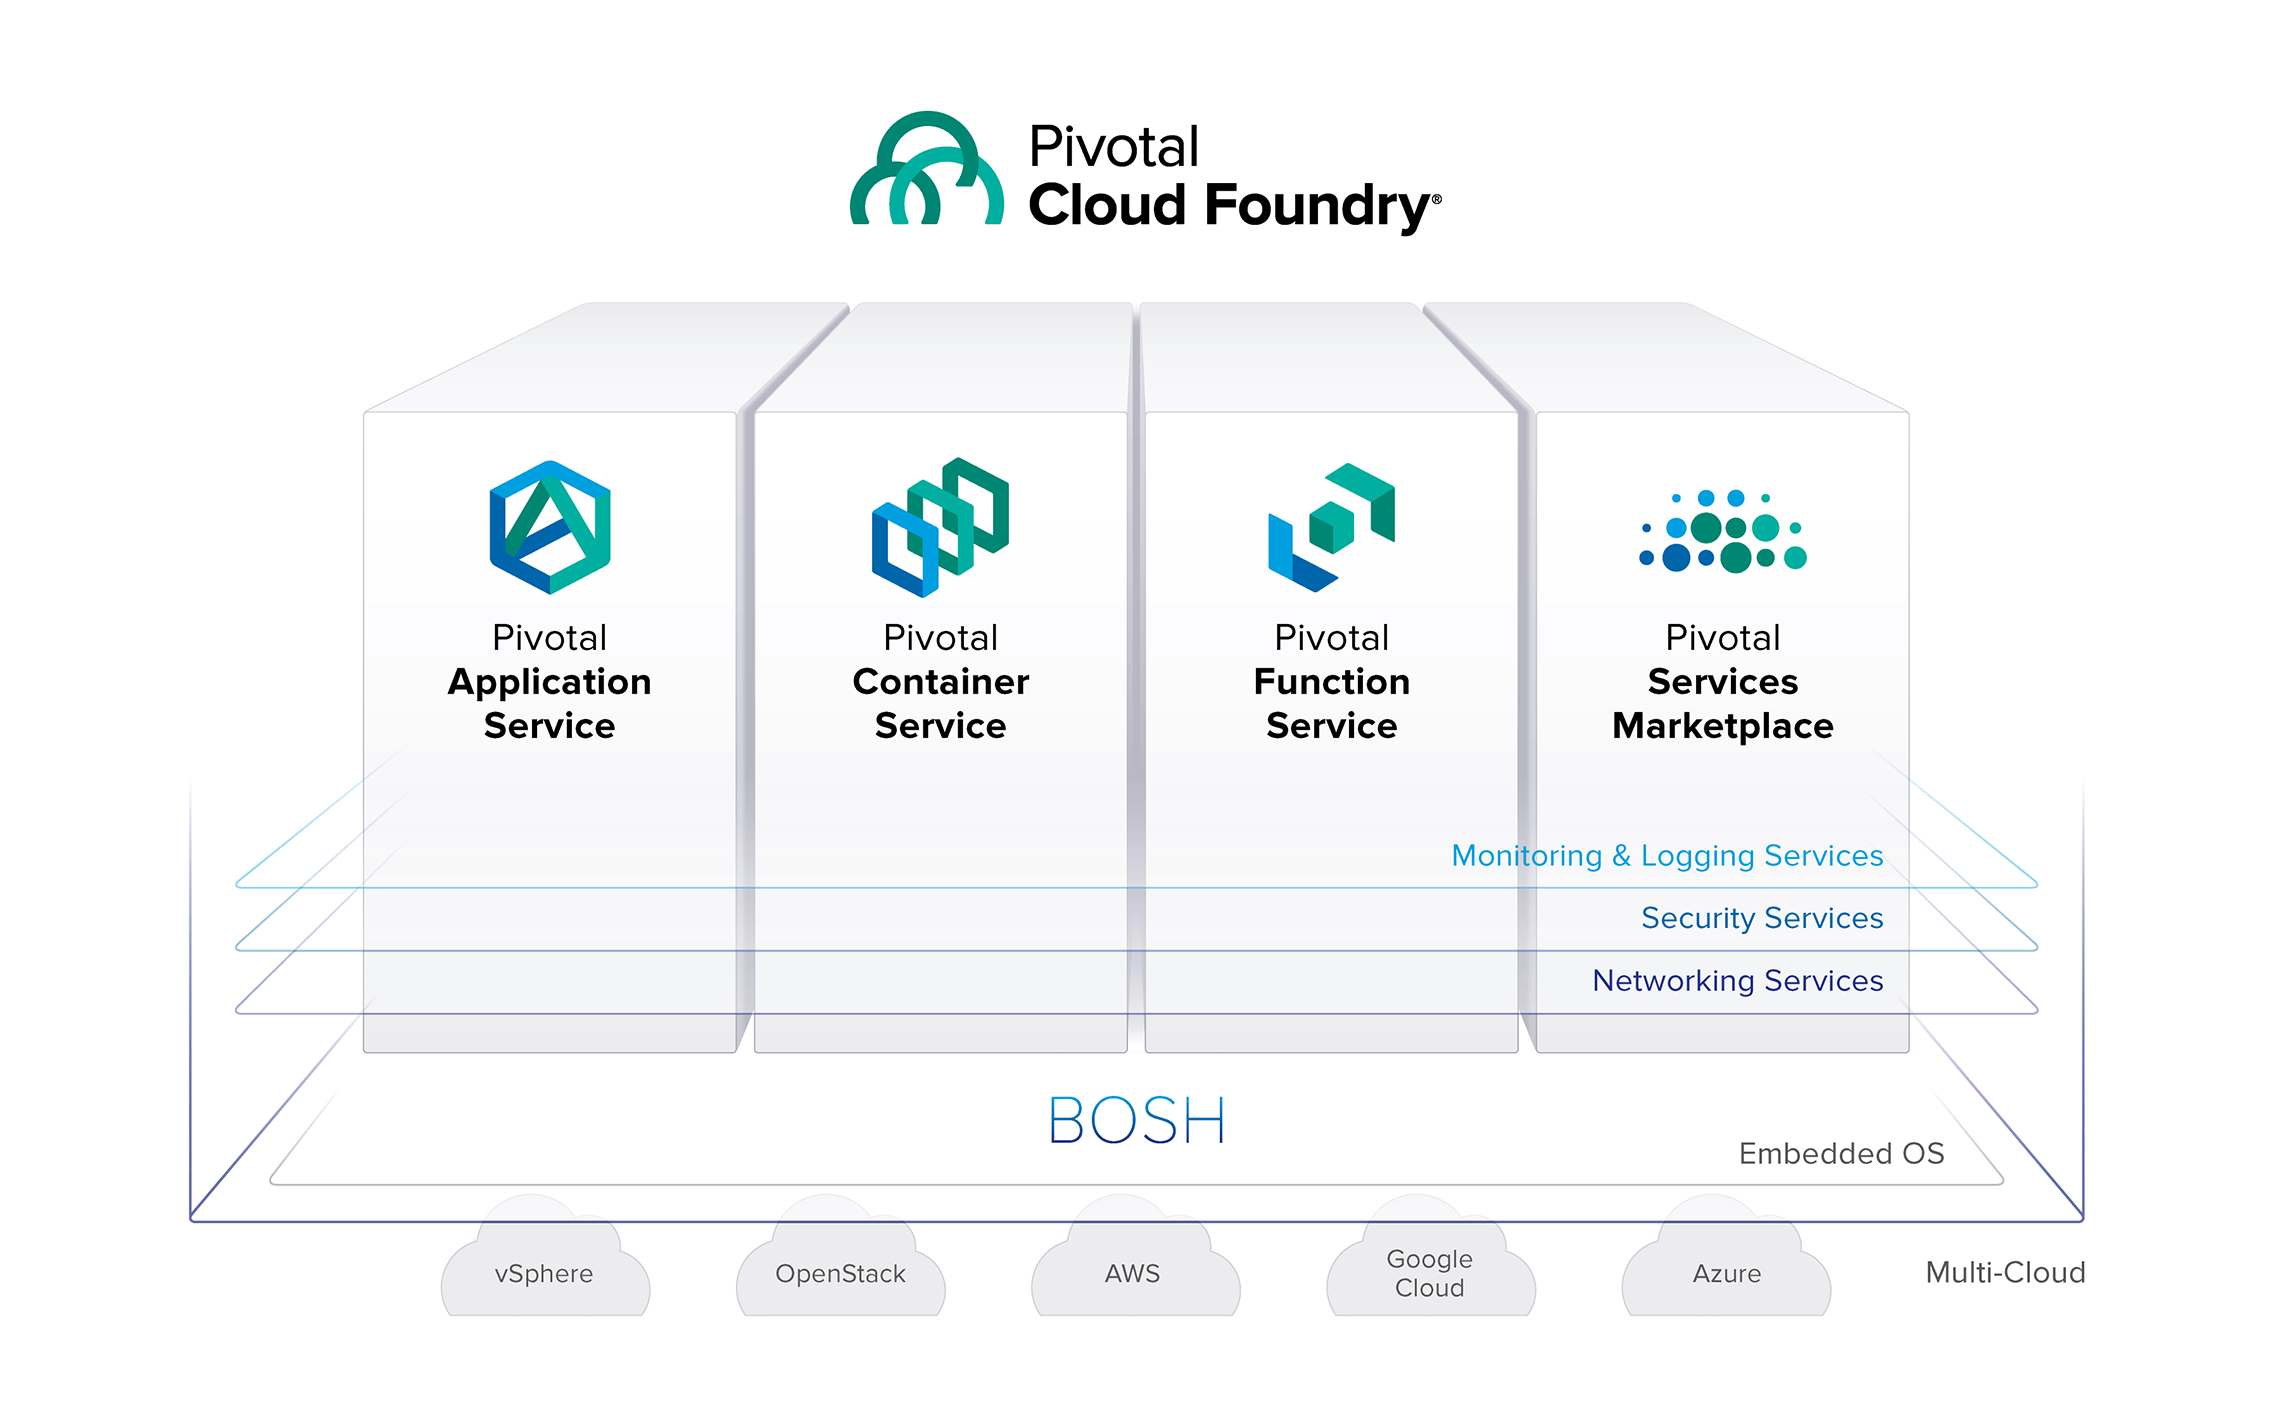 Pivotal
Cloud Foundry®
Pivotal
Application
Service
Pivotal
Container
Service
Pivotal
Function
Service
Pivotal
Services
Marketplace
Monitoring & Logging Services
Security Services
Networking Services
BOSH
Embedded OS
vSphere
OpenStack
AWS
Google
Cloud
Azure
Multi-Cloud